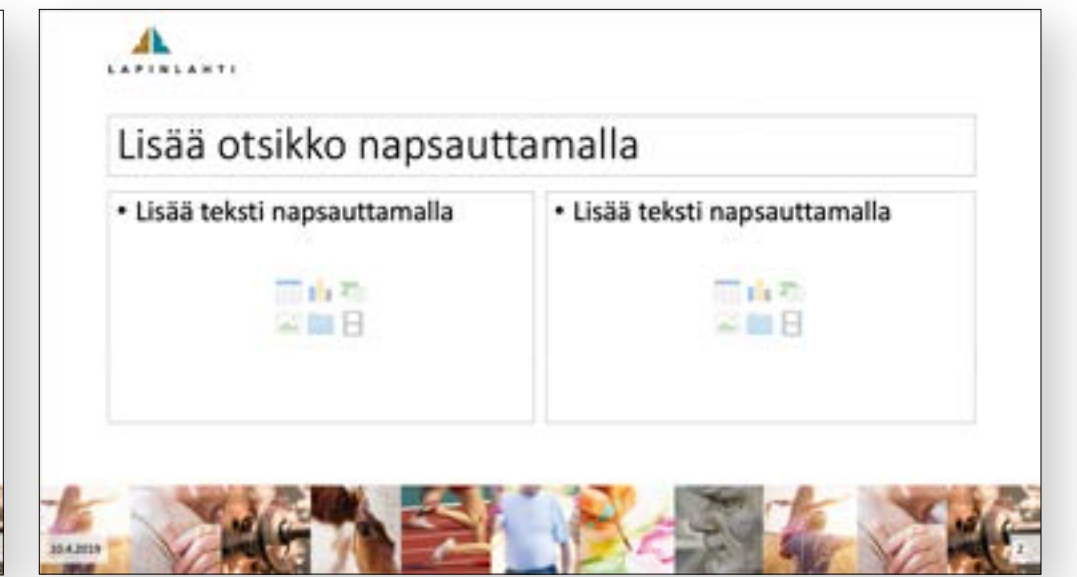 LAPINLAHTI
Lisää otsikko napsauttamalla
• Lisää teksti napsauttamalla
• Lisää teksti napsauttamalla
10.4.2019
2